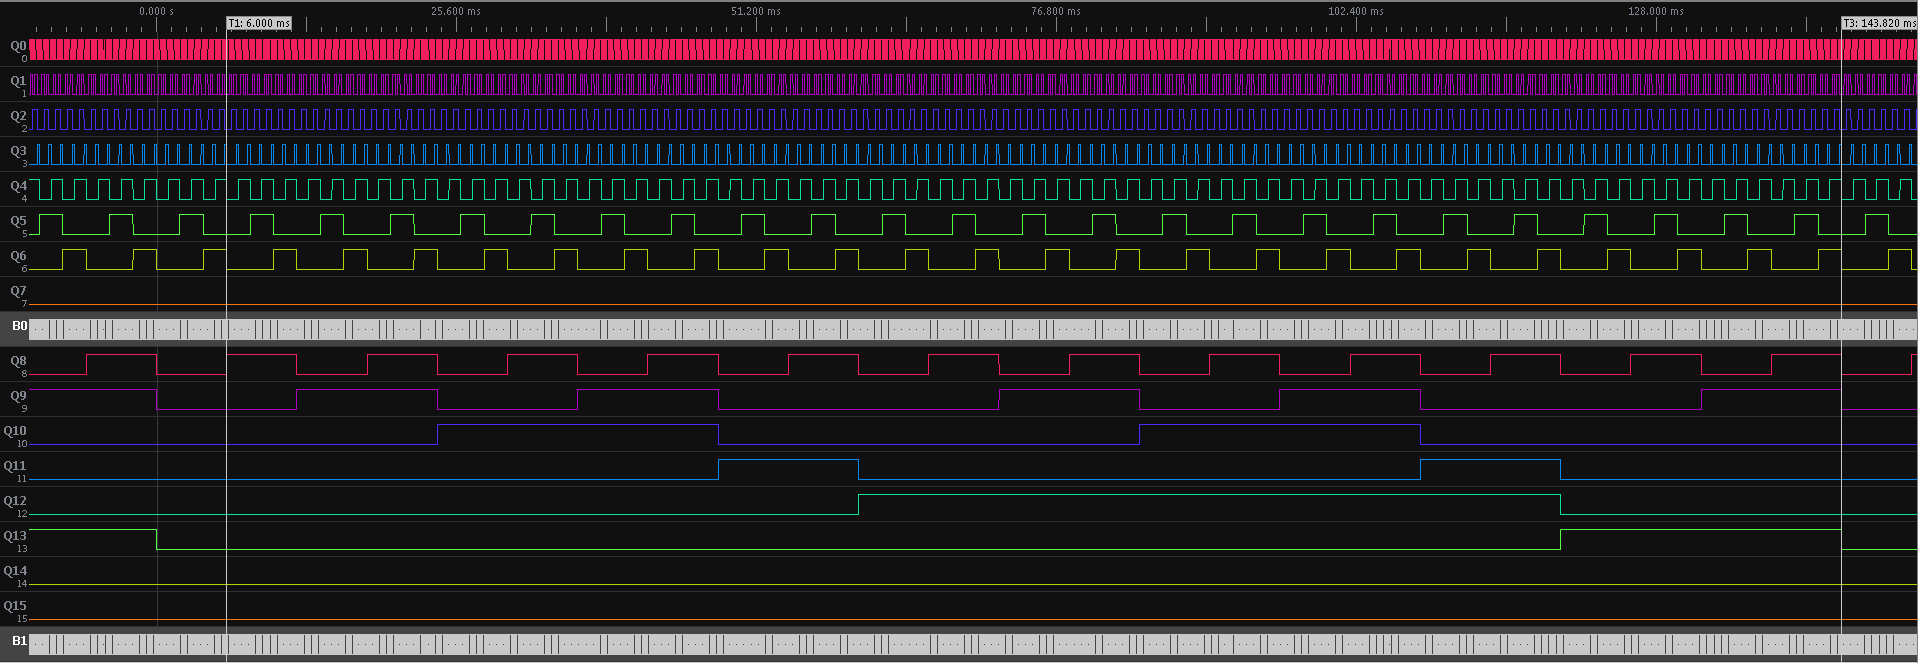 0.000 s 25.600 ms 51.200 ms 76.800 ms 102.400 ms 128.000 ms
T1: 6.000 ms T3: 143.820 ms
Q0
0
Q1
1
Q2
2
Q3
3
Q4
4
Q5
5
Q6
6
Q7
7
B0
Q8
8
Q9
9
Q10
10
Q11
11
Q12
12
Q13
13
Q14
14
Q15
15
B1